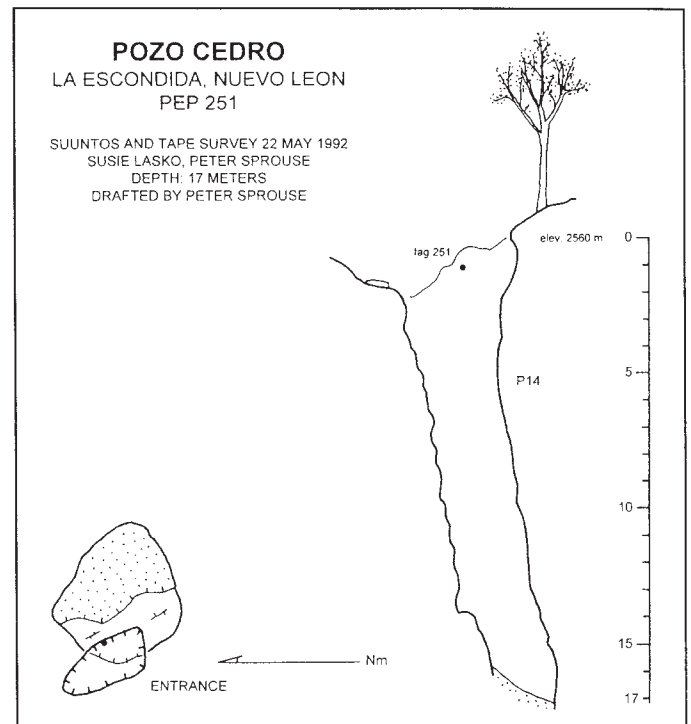 POZO CEDRO
LA ESCONDIDA, NUEVO LEON
PEP 251
SUUNTOS AND TAPE SURVEY 22 MAY 1992
SUSIE LASKO, PETER SPROUSE
DEPTH: 17 METERS
DRAFTED BY PETER SPROUSE
tag 251
elev. 2560 m
0
P14
5
10
15
17
Nm
ENTRANCE